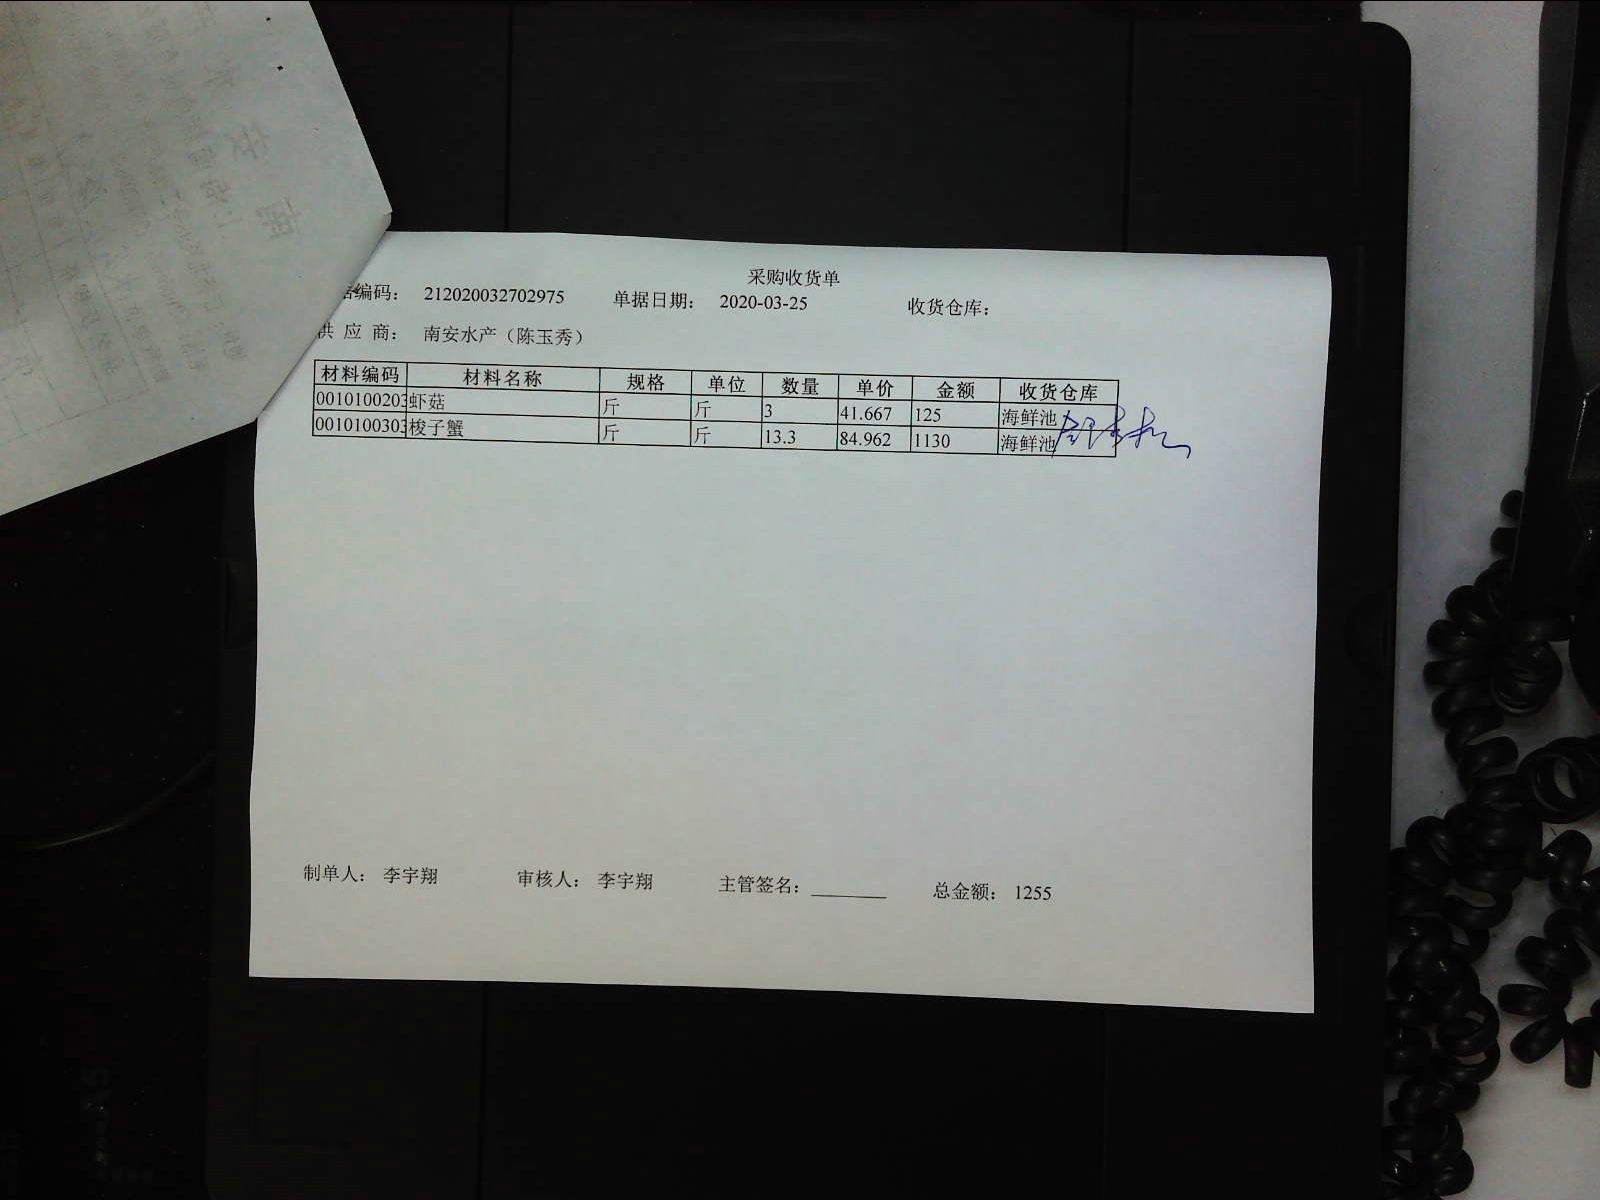 采购收货单
据编码： 212020032702975 单据日期： 2020-03-25 收货仓库：
供 应 商： 南安水产（陈玉秀）
材料编码 材料名称 规格 单位 数量 单价 金额 收货仓库
0010100203 虾菇 斤 斤 3 41.667 125 海鲜池
0010100303 梭子蟹 斤 斤 13.3 84.962 1130 海鲜池
制单人： 李宇翔 审核人： 李宇翔 主管签名： 总金额： 1255